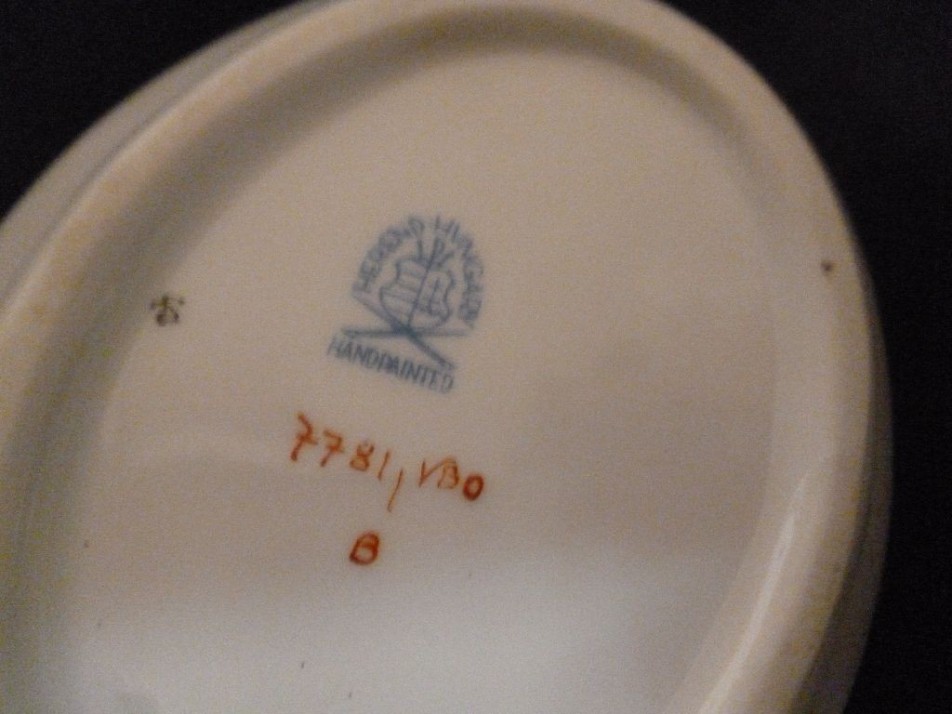 HEREND HUNGARY
HANDPAINTED
7781, VBO
B